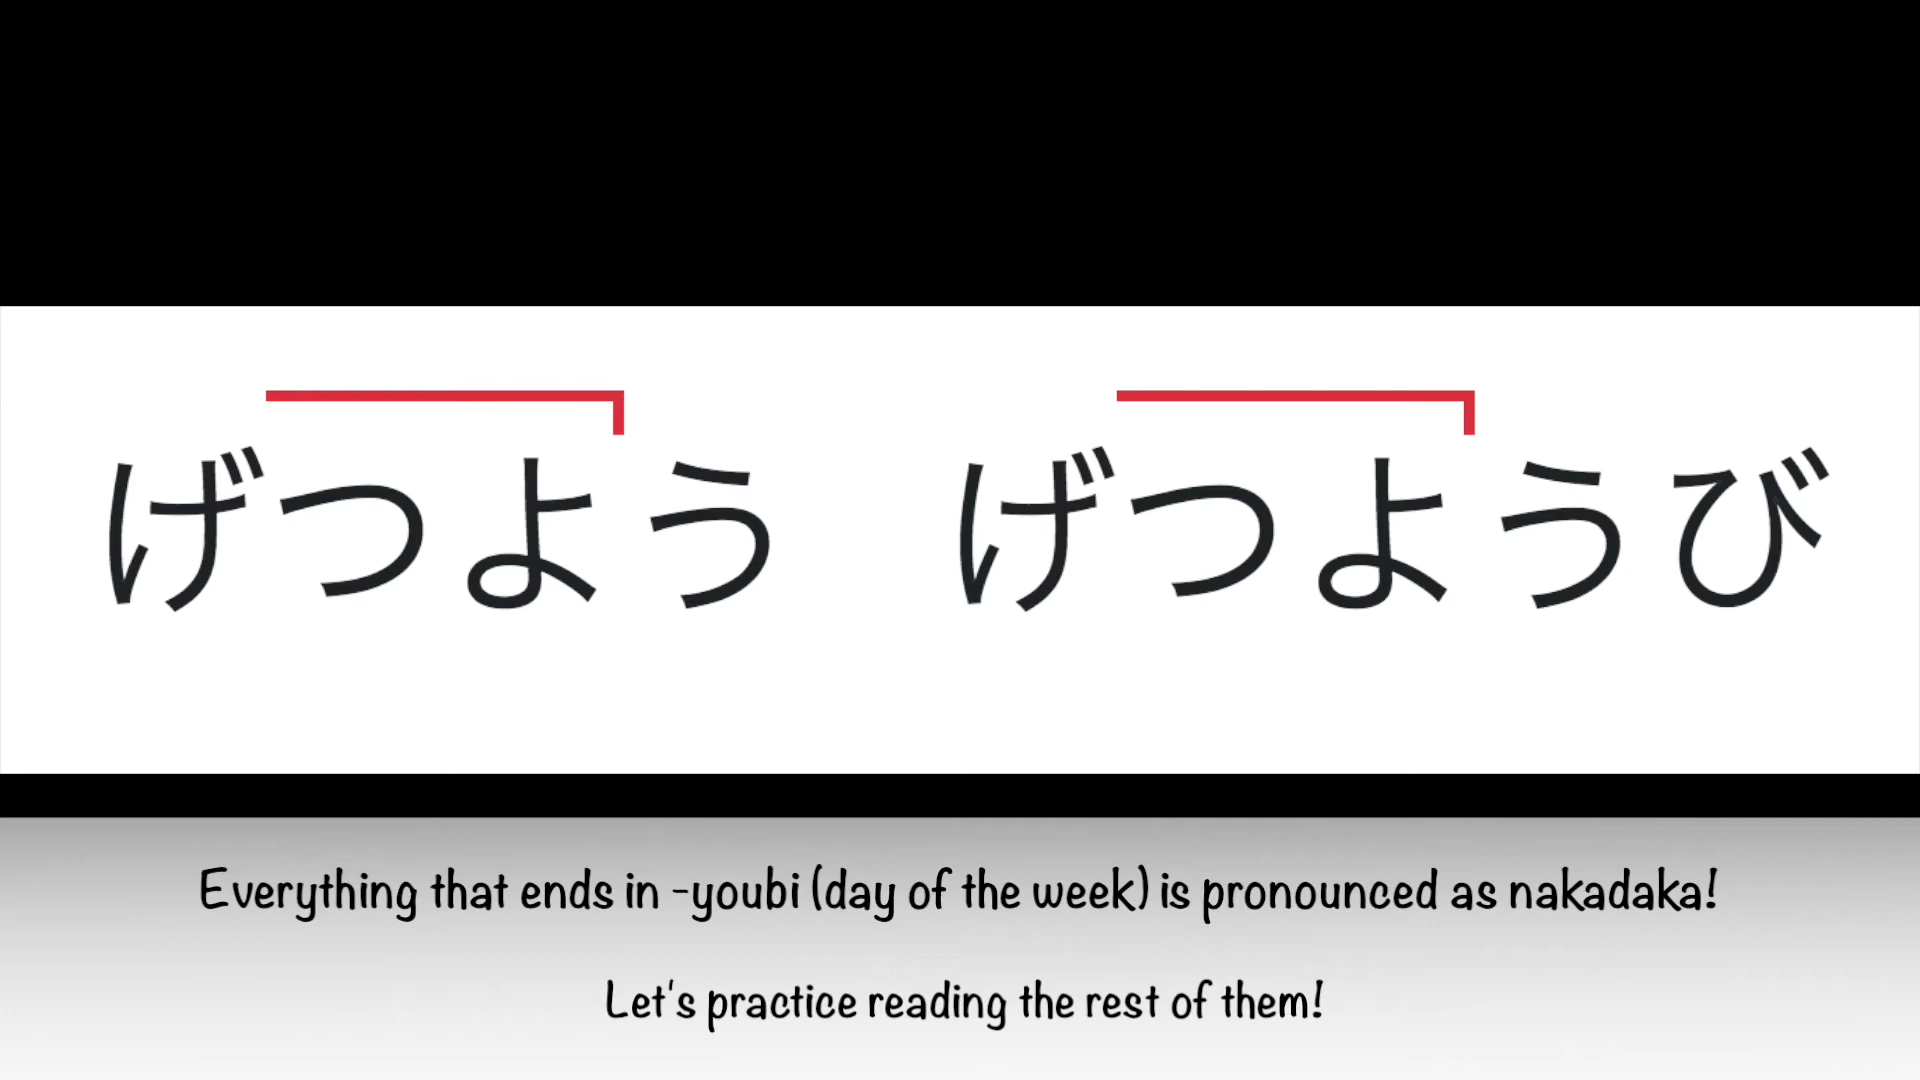 げつよう げつようび
Everything that ends in -youbi (day of the week) is pronounced as nakadaka!
Let's practice reading the rest of them!